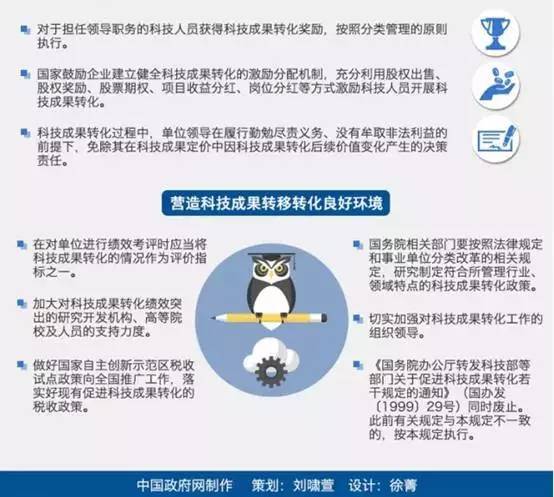 对于担任领导职务的科技人员获得科技成果转化奖励，按照分类管理的原则
执行。
国家鼓励企业建立健全科技成果转化的激励分配机制，充分利用股权出售、
股权奖励、股票期权、项目收益分红、岗位分红等方式激励科技人员开展科
技成果转化。
科技成果转化过程中，单位领导在履行勤勉尽责义务、没有牟取非法利益的
前提下，免除其在科技成果定价中因科技成果转化后续价值变化产生的决策
责任。
营造科技成果转移转化良好环境
在对单位进行绩效考评时应当将
科技成果转化的情况作为评价指
标之一。
加大对科技成果转化绩效突
出的研究开发机构、高等院
校及人员的支持力度。
做好国家自主创新示范区税收
试点政策向全国推广工作，落
实好现有促进科技成果转化的
税收政策。
国务院相关部门要按照法律规定
和事业单位分类改革的相关规
定，研究制定符合所管理行业、
领域特点的科技成果转化政策。
切实加强对科技成果转化工作的
组织领导。
《国务院办公厅转发科技部等
部门关于促进科技成果转化若
干规定的通知》（国办发
〔1999〕29号）同时废止。
此前有关规定与本规定不一致
的，按本规定执行。
中国政府网制作 策划：刘啸萱 设计：徐菁